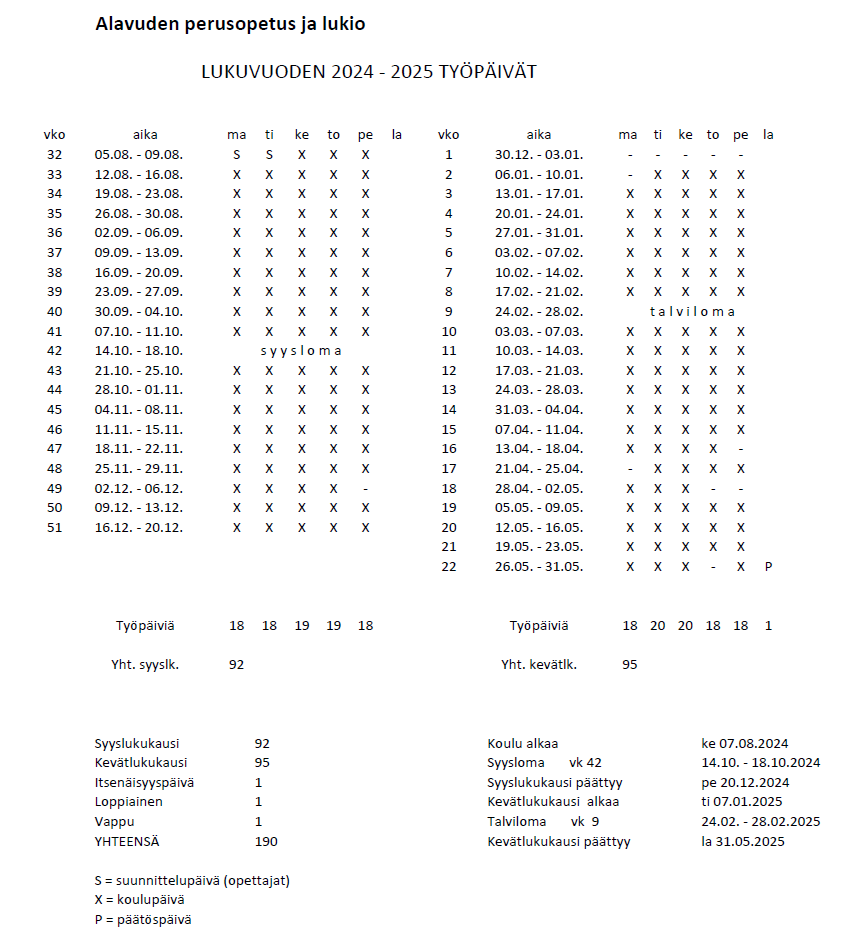 Alavuden perusopetus ja lukio
LUKUVUODEN 2024 - 2025 TYÖPÄIVÄT
vko aika ma ti ke to pe la vko aika ma ti ke to pe la
32 05.08. - 09.08. S S X X X 1 30.12. - 03.01. - - - - -
33 12.08. - 16.08. X X X X X 2 06.01. - 10.01. - X X X X
34 19.08. - 23.08. X X X X X 3 13.01. - 17.01. X X X X X
35 26.08. - 30.08. X X X X X 4 20.01. - 24.01. X X X X X
36 02.09. - 06.09. X X X X X 5 27.01. - 31.01. X X X X X
37 09.09. - 13.09. X X X X X 6 03.02. - 07.02. X X X X X
38 16.09. - 20.09. X X X X X 7 10.02. - 14.02. X X X X X
39 23.09. - 27.09. X X X X X 8 17.02. - 21.02. X X X X X
40 30.09. - 04.10. X X X X X 9 24.02. - 28.02. t a l v i l o m a
41 07.10. - 11.10. X X X X X 10 03.03. - 07.03. X X X X X
42 14.10. - 18.10. s y y s l o m a 11 10.03. - 14.03. X X X X X
43 21.10. - 25.10. X X X X X 12 17.03. - 21.03. X X X X X
44 28.10. - 01.11. X X X X X 13 24.03. - 28.03. X X X X X
45 04.11. - 08.11. X X X X X 14 31.03. - 04.04. X X X X X
46 11.11. - 15.11. X X X X X 15 07.04. - 11.04. X X X X X
47 18.11. - 22.11. X X X X X 16 13.04. - 18.04. X X X X -
48 25.11. - 29.11. X X X X X 17 21.04. - 25.04. - X X X X
49 02.12. - 06.12. X X X X - 18 28.04. - 02.05. X X X - -
50 09.12. - 13.12. X X X X X 19 05.05. - 09.05. X X X X X
51 16.12. - 20.12. X X X X X 20 12.05. - 16.05. X X X X X
21 19.05. - 23.05. X X X X X
22 26.05. - 31.05. X X X - X P
Työpäiviä 18 18 19 19 18 Työpäiviä 18 20 20 18 18 1
Yht. syyslk. 92 Yht. kevätlk. 95
Syyslukukausi 92 Koulu alkaa ke 07.08.2024
Kevätlukukausi 95 Syysloma vk 42 14.10. - 18.10.2024
Itsenäisyyspäivä 1 Syyslukukausi päättyy pe 20.12.2024
Loppiainen 1 Kevätlukukausi alkaa ti 07.01.2025
Vappu 1 Talviloma vk 9 24.02. - 28.02.2025
YHTEENSÄ 190 Kevätlukukausi päättyy la 31.05.2025
S = suunnittelupäivä (opettajat)
X = koulupäivä
P = päätöspäivä